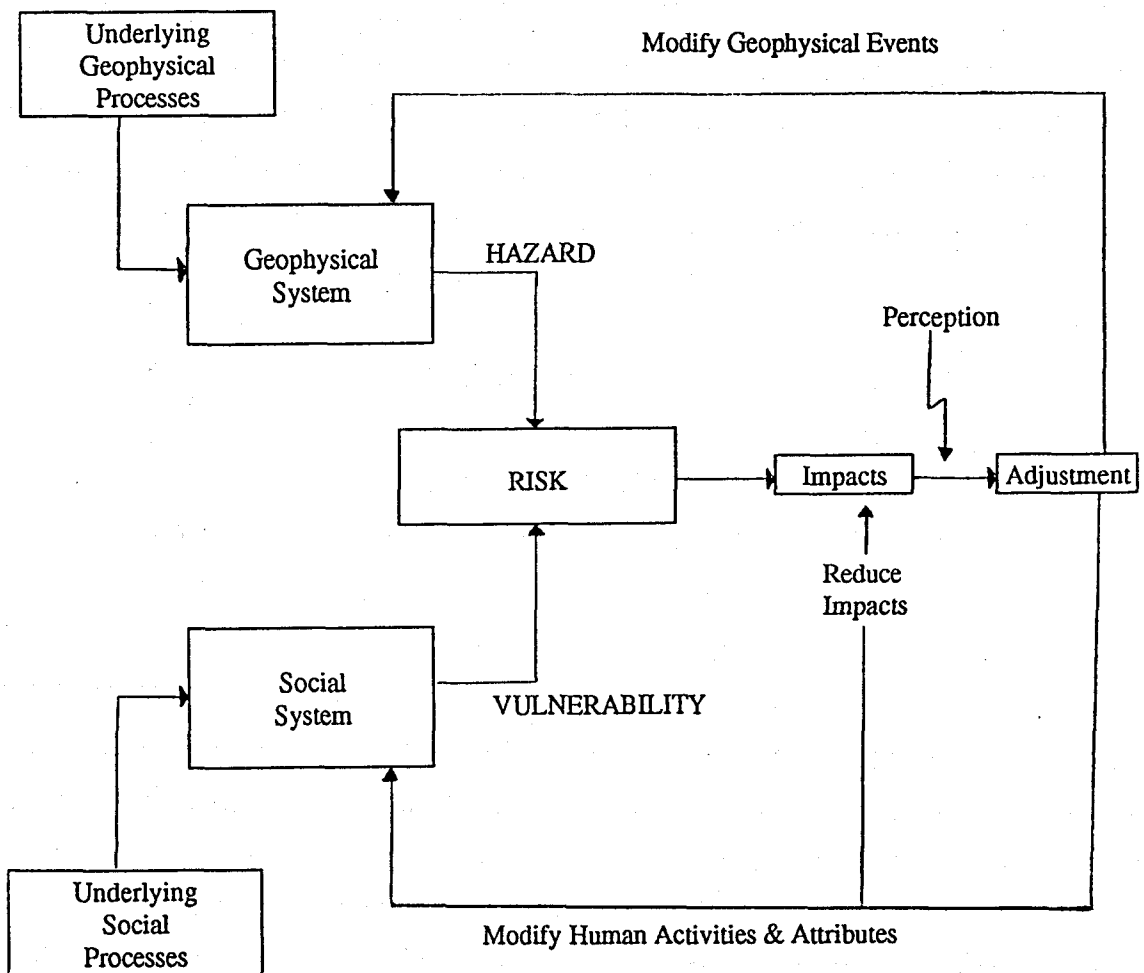 Underlying
Geophysical
Processes
Modify Geophysical Events
Geophysical
System
HAZARD
Perception
RISK
Impacts
Adjustment
Reduce
Impacts
Social
System
VULNERABILITY
Underlying
Social
Processes
Modify Human Activities & Attributes